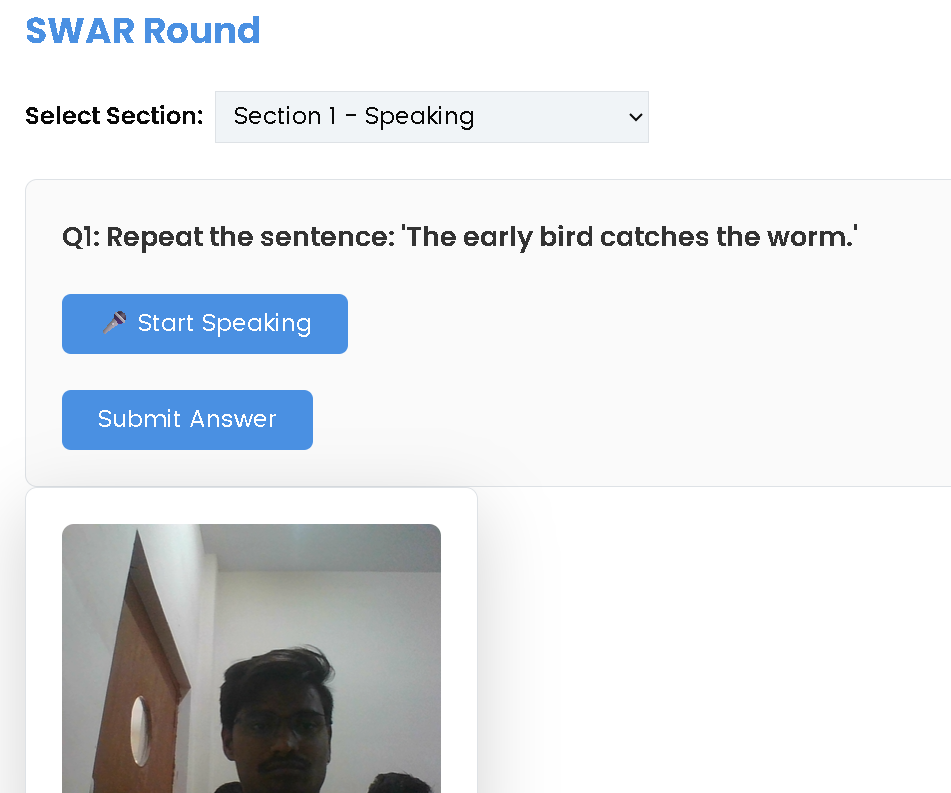 SWAR Round
Select Section: Section 1 - Speaking
Q1: Repeat the sentence: 'The early bird catches the worm.'
🎤 Start Speaking
Submit Answer